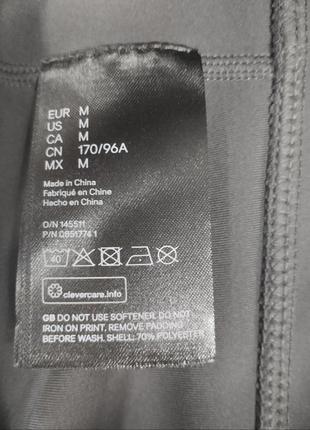 EUR M
US M
CA M
CN 170/96A
MX M
Made in China
Fabriqué en Chine
Hecho en China
O/N 145511
P/N 0851774 1
40
clevercare.info
GB DO NOT USE SOFTENER. DO NOT
IRON ON PRINT. REMOVE PADDING
BEFORE WASH. SHELL: 70% POLYESTER